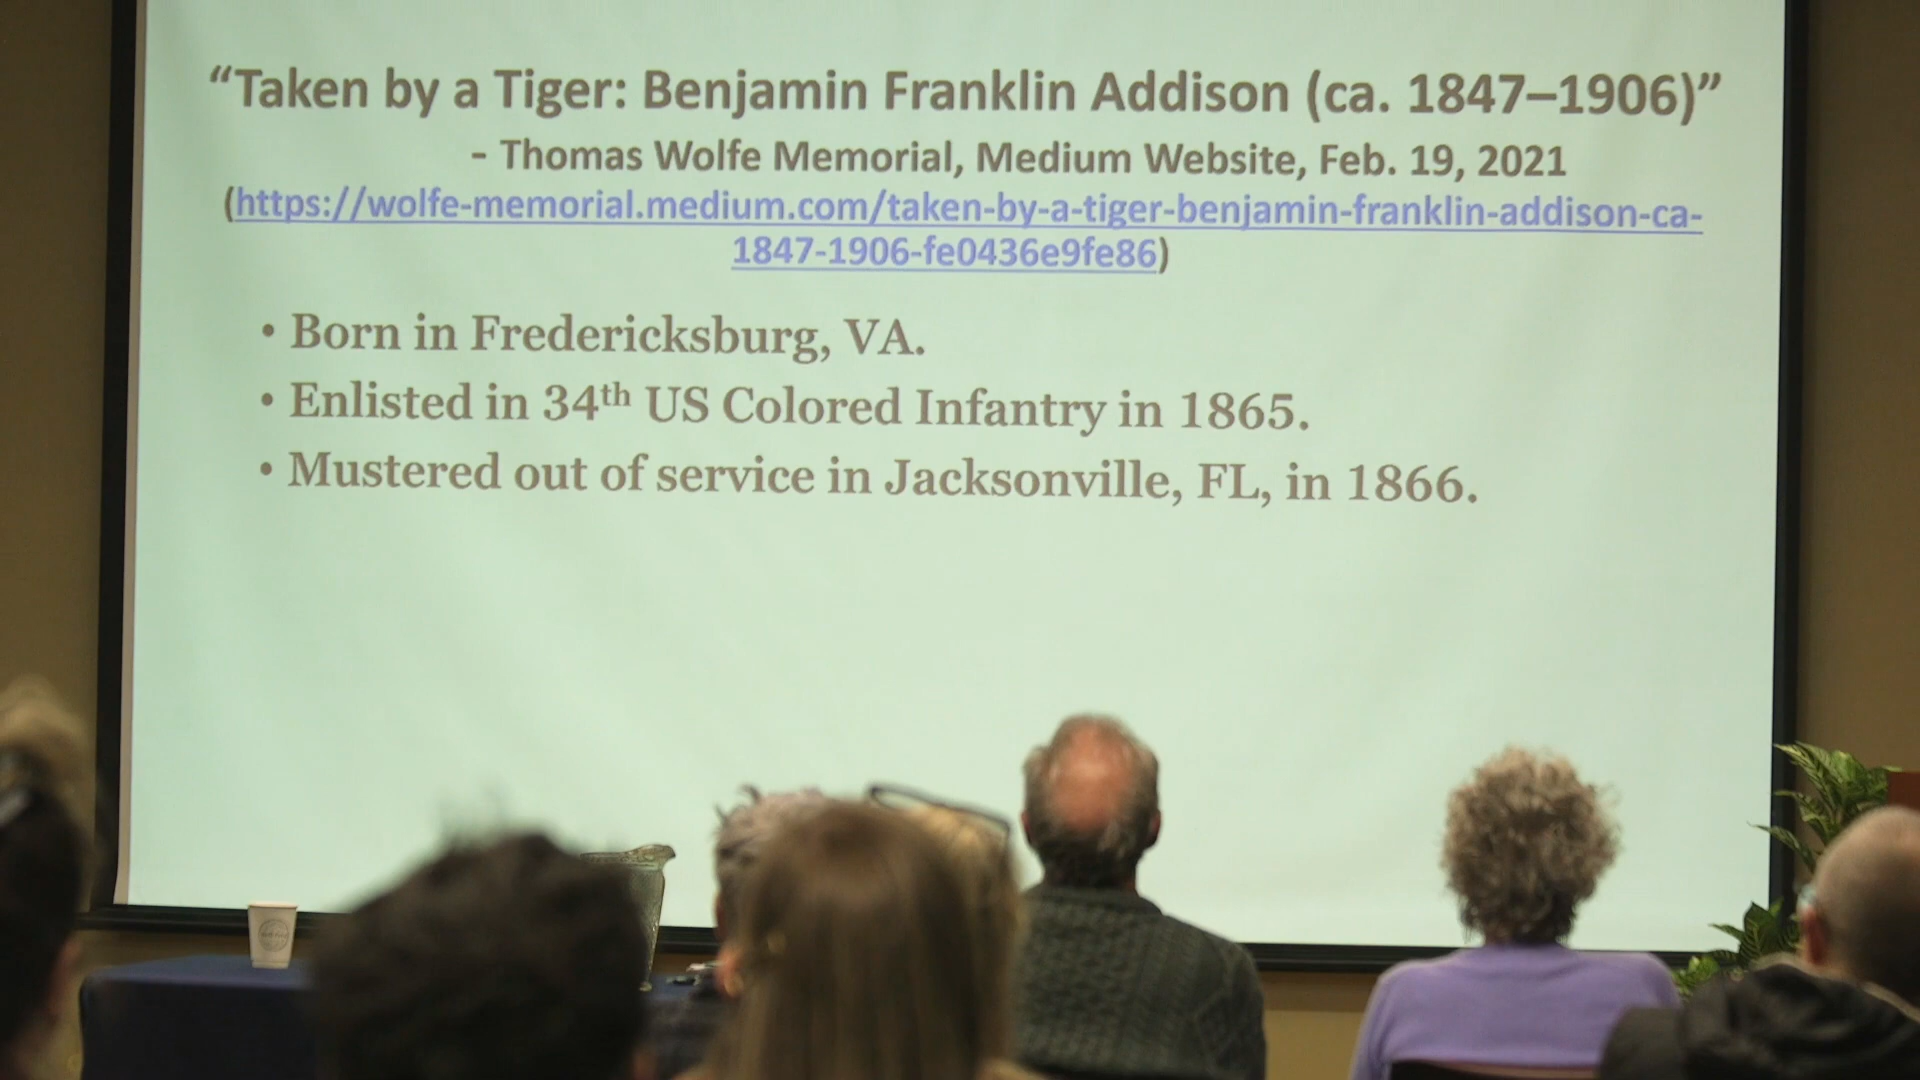 “Taken by a Tiger: Benjamin Franklin Addison (ca. 1847–1906)”
- Thomas Wolfe Memorial, Medium Website, Feb. 19, 2021
(https://wolfe-memorial.medium.com/taken-by-a-tiger-benjamin-franklin-addison-ca-
1847-1906-fe0436e9fe86)
• Born in Fredericksburg, VA.
• Enlisted in 34th US Colored Infantry in 1865.
• Mustered out of service in Jacksonville, FL, in 1866.